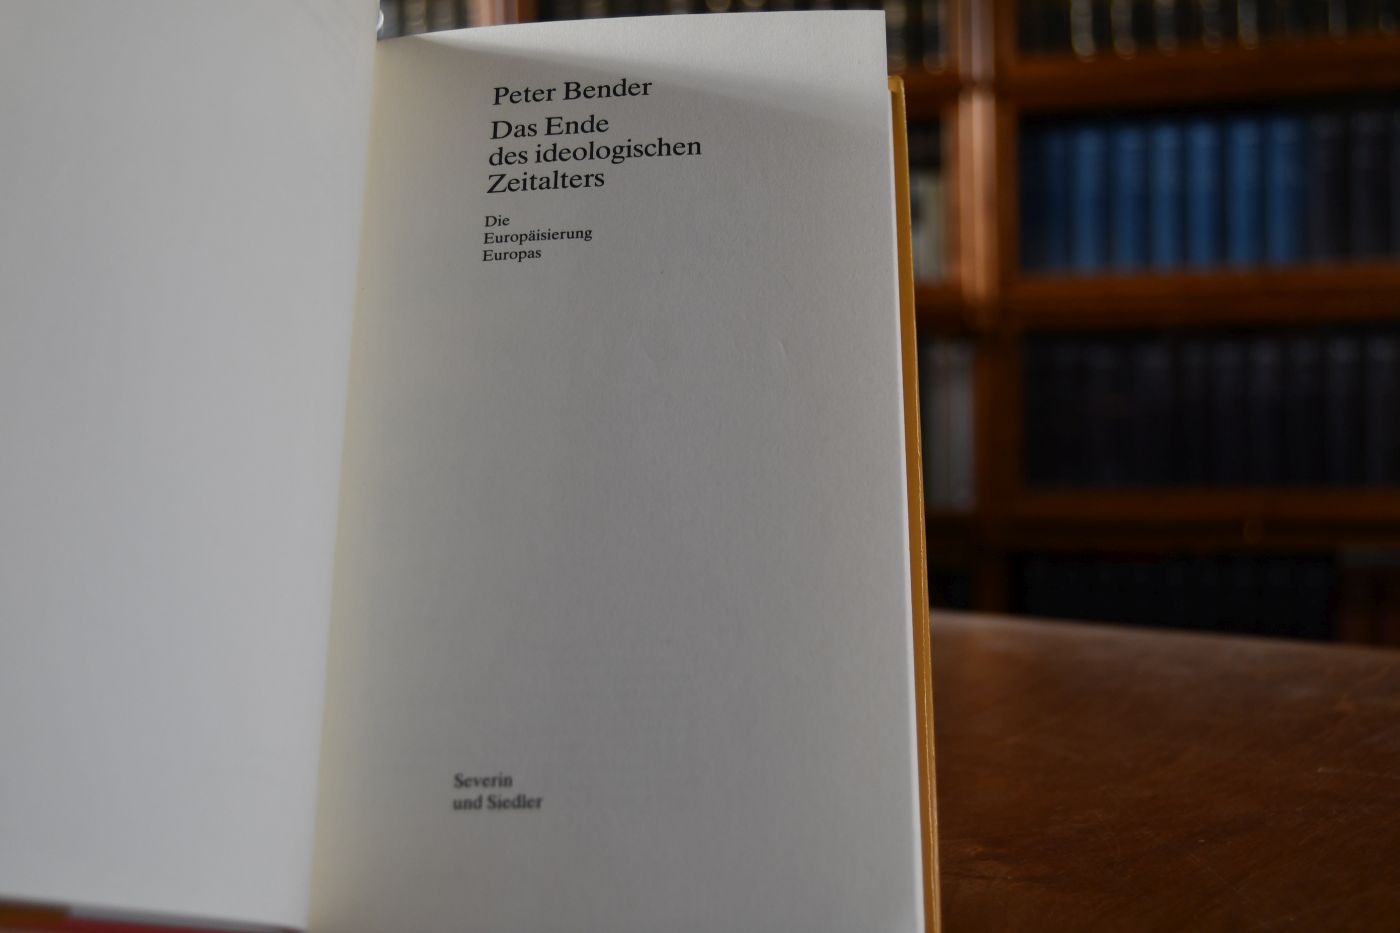 Peter Bender
Das Ende
des ideologischen
Zeitalters
Die
Europäisierung
Europas
Severin
und Siedler